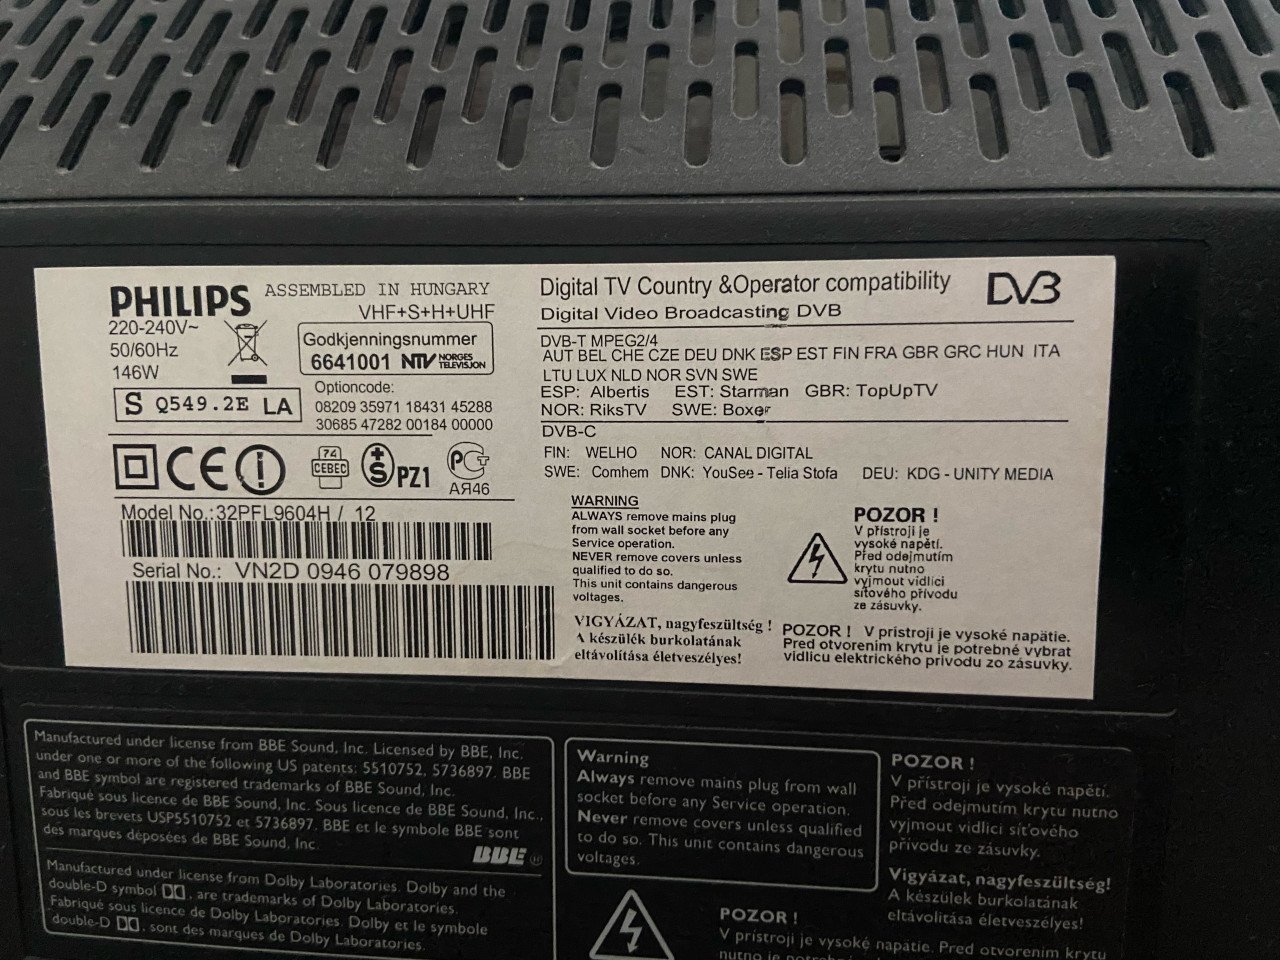 PHILIPS ASSEMBLED IN HUNGARY
VHF+S+H+UHF
220-240V~
50/60Hz
146W
Godkjenningsnummer
6641001 NTV NORGES TELEVISJON
S Q549.2E LA
Optioncode:
08209 35971 18431 45288
30685 47282 00184 00000
CE
74
CEBEC
S PZ1
АЯ46
Model No.:32PFL9604H / 12
Serial No.: VN2D 0946 079898
Digital TV Country &Operator compatibility
DVB
Digital Video Broadcasting DVB
DVB-T MPEG2/4
AUT BEL CHE CZE DEU DNK ESP EST FIN FRA GBR GRC HUN ITA
LTU LUX NLD NOR SVN SWE
ESP: Albertis EST: Starman GBR: TopUpTV
NOR: RiksTV SWE: Boxer
DVB-C
FIN: WELHO NOR: CANAL DIGITAL
SWE: Comhem DNK: YouSee - Telia Stofa DEU: KDG - UNITY MEDIA
WARNING
ALWAYS remove mains plug
from wall socket before any
Service operation.
NEVER remove covers unless
qualified to do so.
This unit contains dangerous
voltages.
POZOR !
V přístroji je
vysoké napětí.
Před odejmutím
krytu nutno
vyjmout vidlici
síťového přívodu
ze zásuvky.
VIGYÁZAT, nagyfeszültség !
A készülék burkolatának
eltávolítása életveszélyes!
POZOR ! V pristroji je vysoké napätie.
Pred otvorením krytu je potrebné vybrat
vidlicu elektrického privodu zo zásuvky.
Manufactured under license from BBE Sound, Inc. Licensed by BBE, Inc.
under one or more of the following US patents: 5510752, 5736897. BBE
and BBE symbol are registered trademarks of BBE Sound, Inc.
Fabriqué sous licence de BBE Sound, Inc. Sous licence de BBE Sound, Inc.,
sous les brevets USP5510752 et 5736897. BBE et le symbole BBE sont
des marques déposées de BBE Sound, Inc.
BBE ®
Manufactured under license from Dolby Laboratories. Dolby and the
double-D symbol , are trademarks of Dolby Laboratories.
Fabriqué sous licence de Dolby Laboratories. Dolby et le symbole
double-D , sont des marques de Dolby Laboratories.
Warning
Always remove mains plug from wall
socket before any Service operation.
Never remove covers unless qualified
to do so. This unit contains dangerous
voltages.
POZOR !
V přístroji je vysoké napětí.
Před odejmutím krytu nutno
vyjmout vidlici síťového
přívodu ze zásuvky.
Vigyázat, nagyfeszültség!
A készülék burkolatának
eltávolítása életveszélyes!
POZOR !
V pristroji je vysoké napätie. Pred otvorením krytu
nutno je